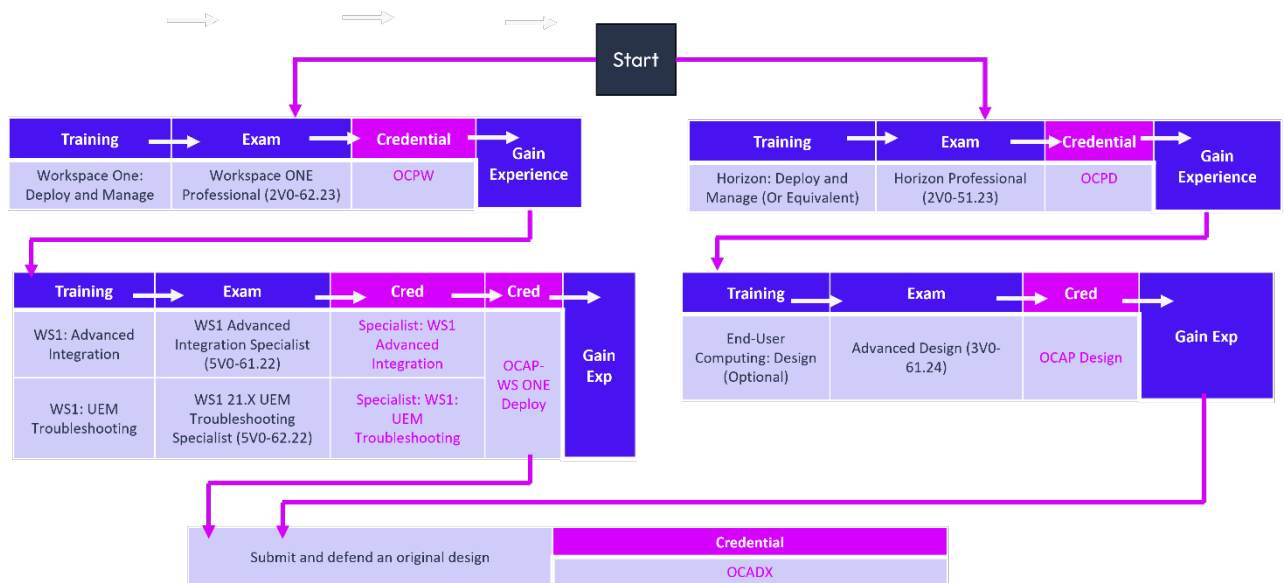 Start
Training
Exam
Credential
Gain
Experience
Workspace One:
Deploy and Manage
Workspace ONE
Professional (2V0-62.23)
OCPW
Training
Exam
Credential
Gain
Experience
Horizon: Deploy and
Manage (Or Equivalent)
Horizon Professional
(2V0-51.23)
OCPD
Training
Exam
Cred
Cred
Gain
Exp
WS1: Advanced
Integration
WS1 Advanced
Integration Specialist
(5V0-61.22)
Specialist: WS1
Advanced
Integration
OCAP-
WS ONE
Deploy
WS1: UEM
Troubleshooting
WS1 21.X UEM
Troubleshooting
Specialist (5V0-62.22)
Specialist: WS1:
UEM
Troubleshooting
Training
Exam
Cred
Gain Exp
End-User
Computing: Design
(Optional)
Advanced Design (3V0-
61.24)
OCAP Design
Submit and defend an original design
Credential
OCADX